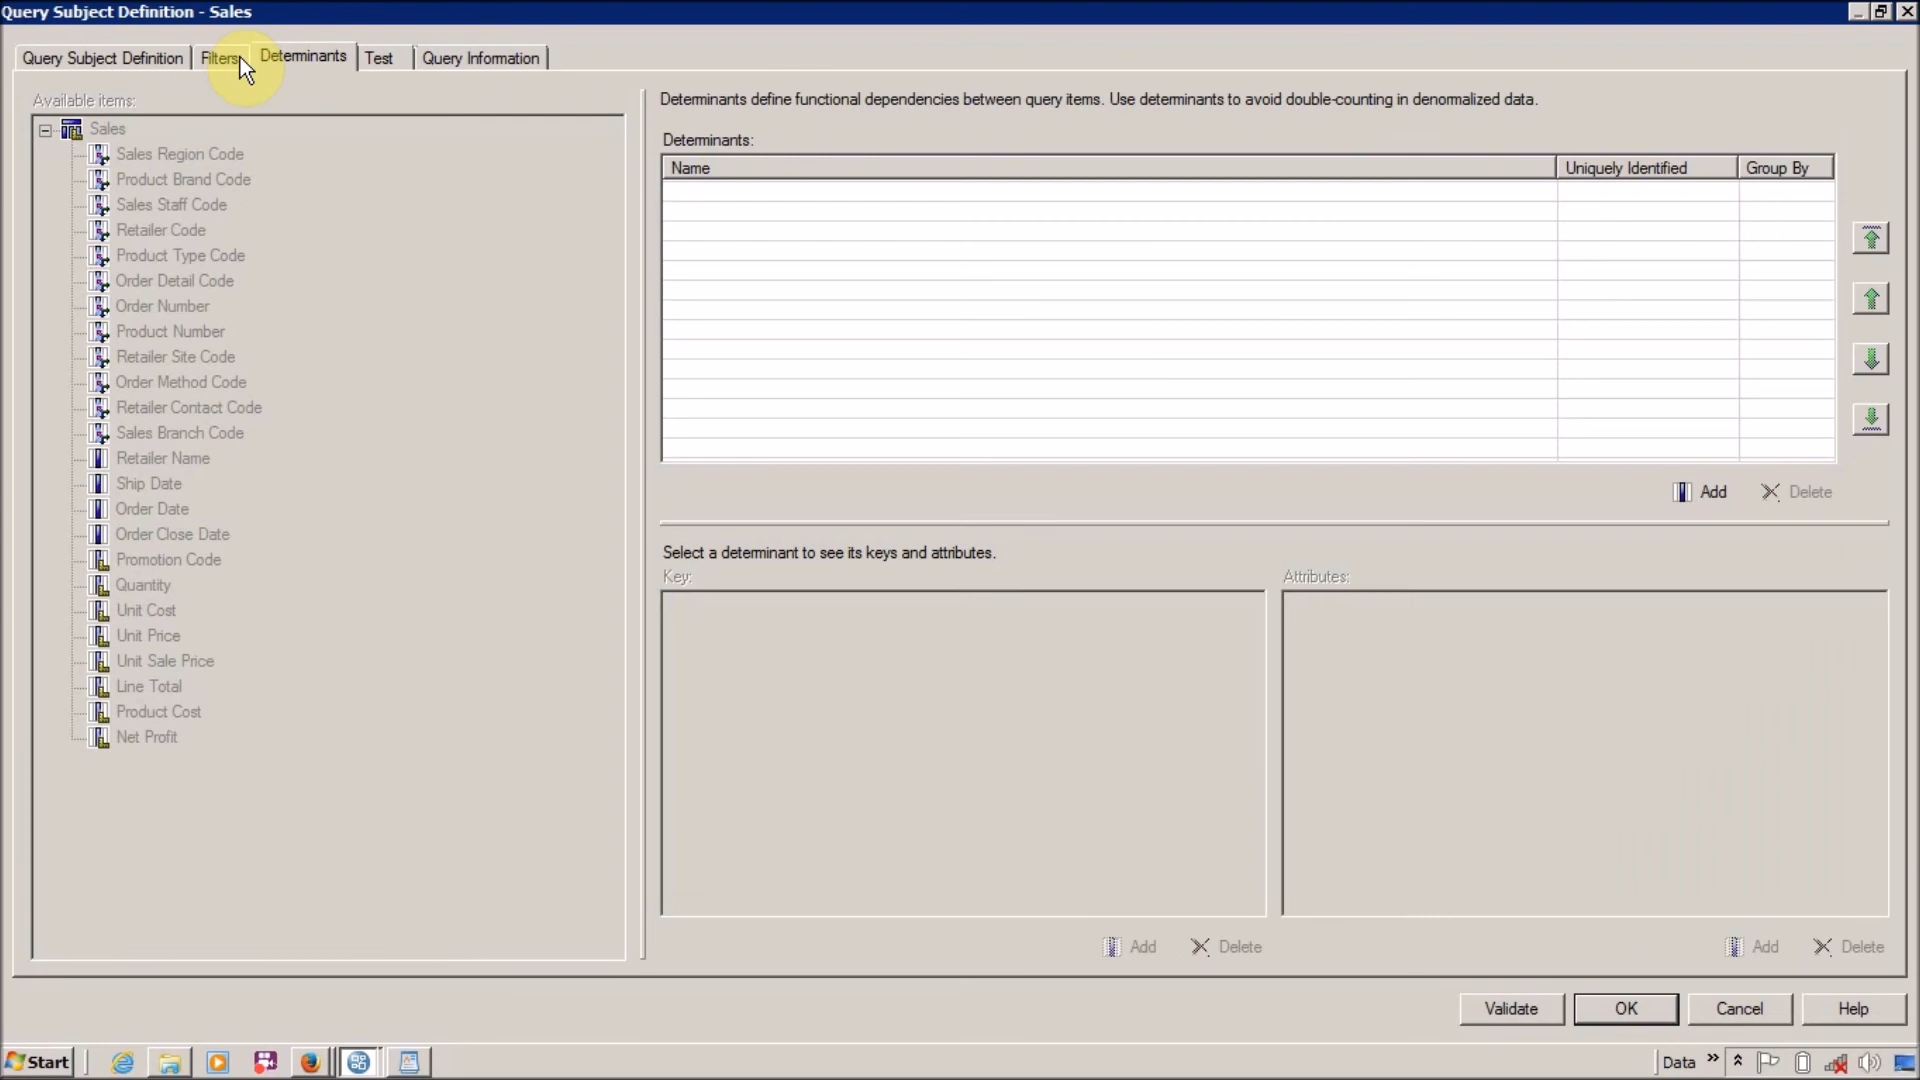 Query Subject Definition - Sales
Query Subject Definition Filters Determinants Test Query Information
Available items:
Sales
Sales Region Code
Product Brand Code
Sales Staff Code
Retailer Code
Product Type Code
Order Detail Code
Order Number
Product Number
Retailer Site Code
Order Method Code
Retailer Contact Code
Sales Branch Code
Retailer Name
Ship Date
Order Date
Order Close Date
Promotion Code
Quantity
Unit Cost
Unit Price
Unit Sale Price
Line Total
Product Cost
Net Profit
Determinants define functional dependencies between query items. Use determinants to avoid double-counting in denormalized data.
Determinants:
Name Uniquely Identified Group By
Add Delete
Select a determinant to see its keys and attributes.
Key: Attributes:
Add Delete Add Delete
Validate OK Cancel Help
Start Data »